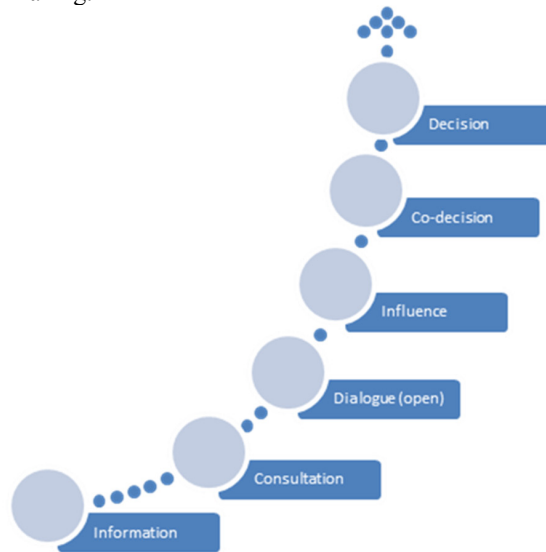 Decision
Co-decision
Influence
Dialogue (open)
Consultation
Information